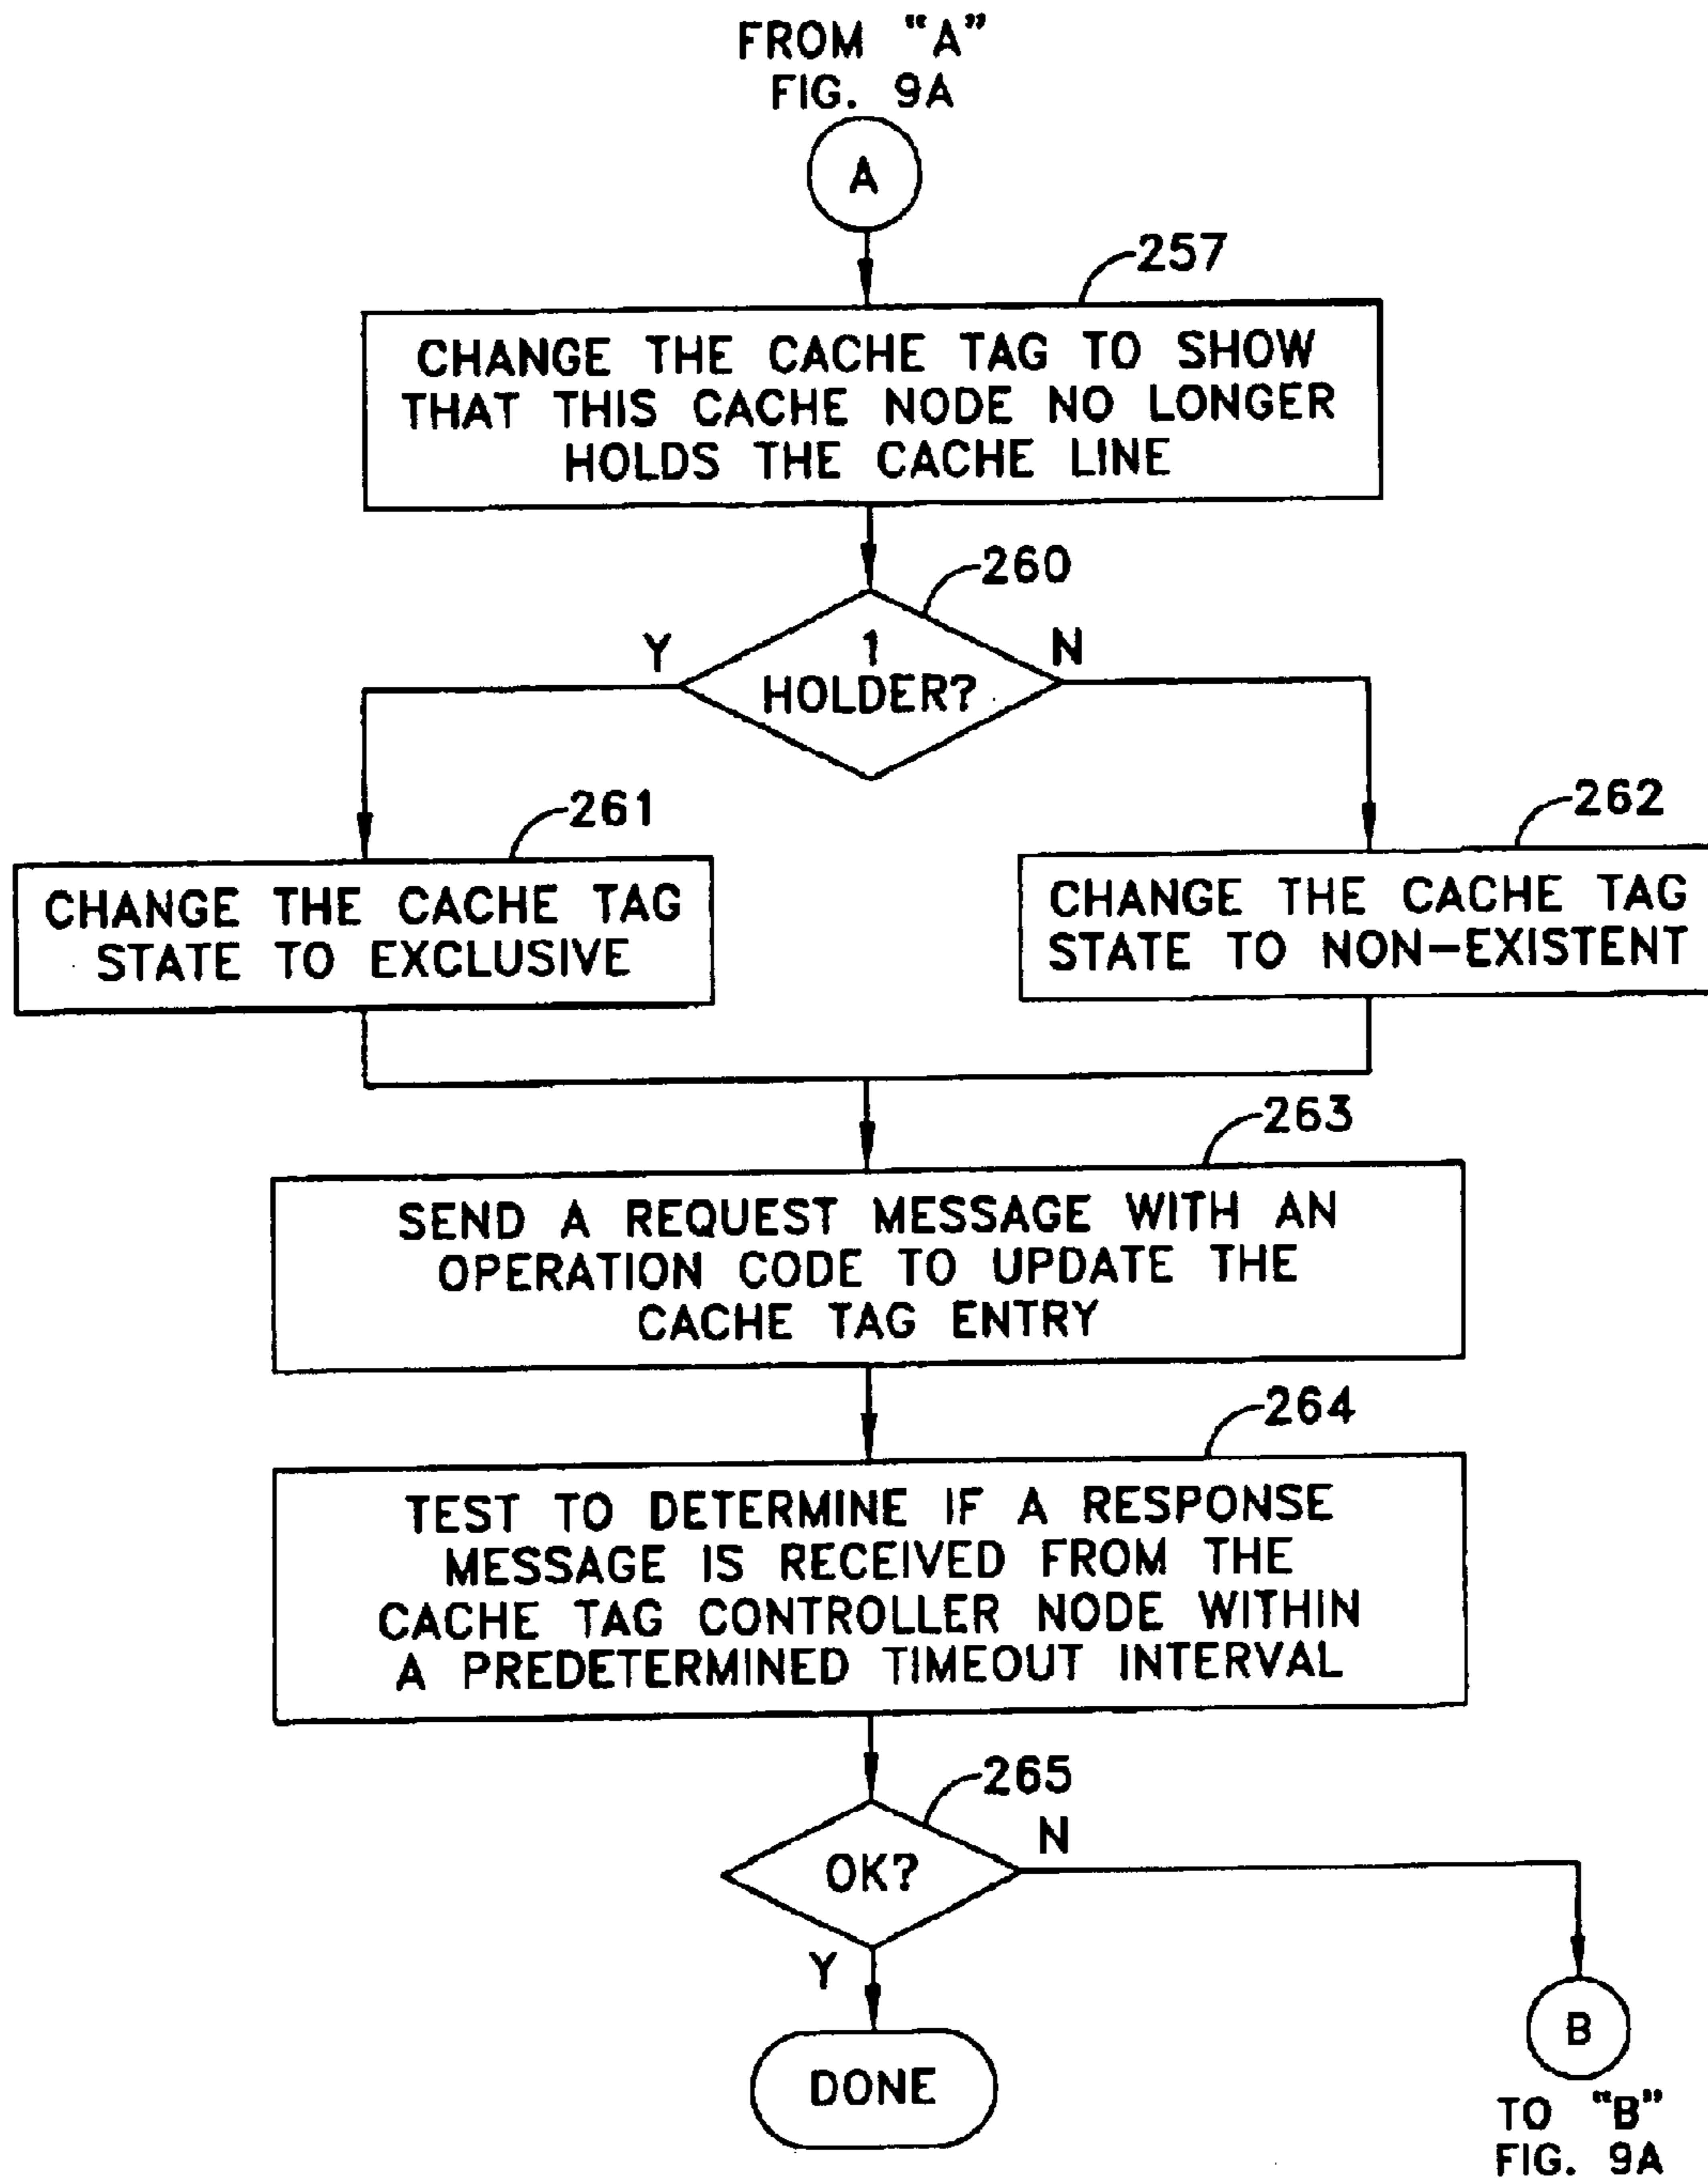 FROM "A"
FIG. 9A
A
257
CHANGE THE CACHE TAG TO SHOW
THAT THIS CACHE NODE NO LONGER
HOLDS THE CACHE LINE
260
Y
1
HOLDER?
N
261
CHANGE THE CACHE TAG
STATE TO EXCLUSIVE
262
CHANGE THE CACHE TAG
STATE TO NON-EXISTENT
263
SEND A REQUEST MESSAGE WITH AN
OPERATION CODE TO UPDATE THE
CACHE TAG ENTRY
264
TEST TO DETERMINE IF A RESPONSE
MESSAGE IS RECEIVED FROM THE
CACHE TAG CONTROLLER NODE WITHIN
A PREDETERMINED TIMEOUT INTERVAL
265
OK?
N
Y
DONE
B
TO "B"
FIG. 9A